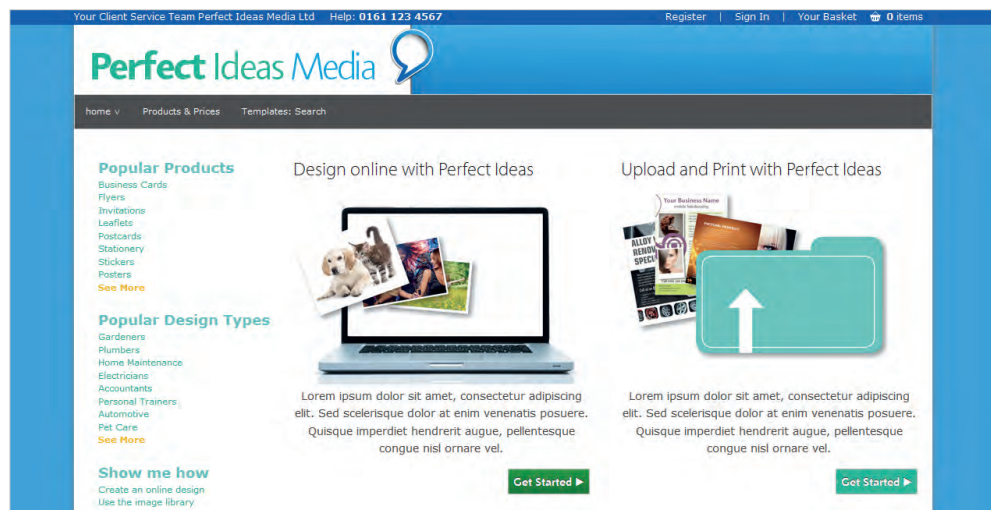 Your Client Service Team Perfect Ideas Media Ltd Help: 0161 123 4567
Register | Sign In | Your Basket 0 items
Perfect Ideas Media
home v Products & Prices Templates: Search
Popular Products
Business Cards
Flyers
Invitations
Leaflets
Postcards
Stationery
Stickers
Posters
See More
Popular Design Types
Gardeners
Plumbers
Home Maintenance
Electricians
Accountants
Personal Trainers
Automotive
Pet Care
See More
Show me how
Create an online design
Use the image library
Design online with Perfect Ideas
Lorem ipsum dolor sit amet, consectetur adipiscing
elit. Sed scelerisque dolor at enim venenatis posuere.
Quisque imperdiet hendrerit augue, pellentesque
congue nisl ornare vel.
Get Started
Upload and Print with Perfect Ideas
Your Business Name
ALLOY
RENOV
SPECI
Lorem ipsum dolor sit amet, consectetur adipiscing
elit. Sed scelerisque dolor at enim venenatis posuere.
Quisque imperdiet hendrerit augue, pellentesque
congue nisl ornare vel.
Get Started